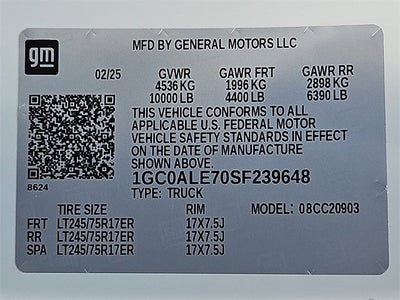 gm
MFD BY GENERAL MOTORS LLC
02/25 GVWR GAWR FRT GAWR RR
4536 KG 1996 KG 2898 KG
10000 LB 4400 LB 6390 LB
THIS VEHICLE CONFORMS TO ALL
APPLICABLE U.S. FEDERAL MOTOR
VEHICLE SAFETY STANDARDS IN EFFECT
ON THE DATE OF MANUFACTURE
SHOWN ABOVE.
8624
1GC0ALE70SF239648
TYPE: TRUCK
TIRE SIZE RIM MODEL: 08CC20903
FRT LT245/75R17ER 17X7.5J
RR LT245/75R17ER 17X7.5J
SPA LT245/75R17ER 17X7.5J